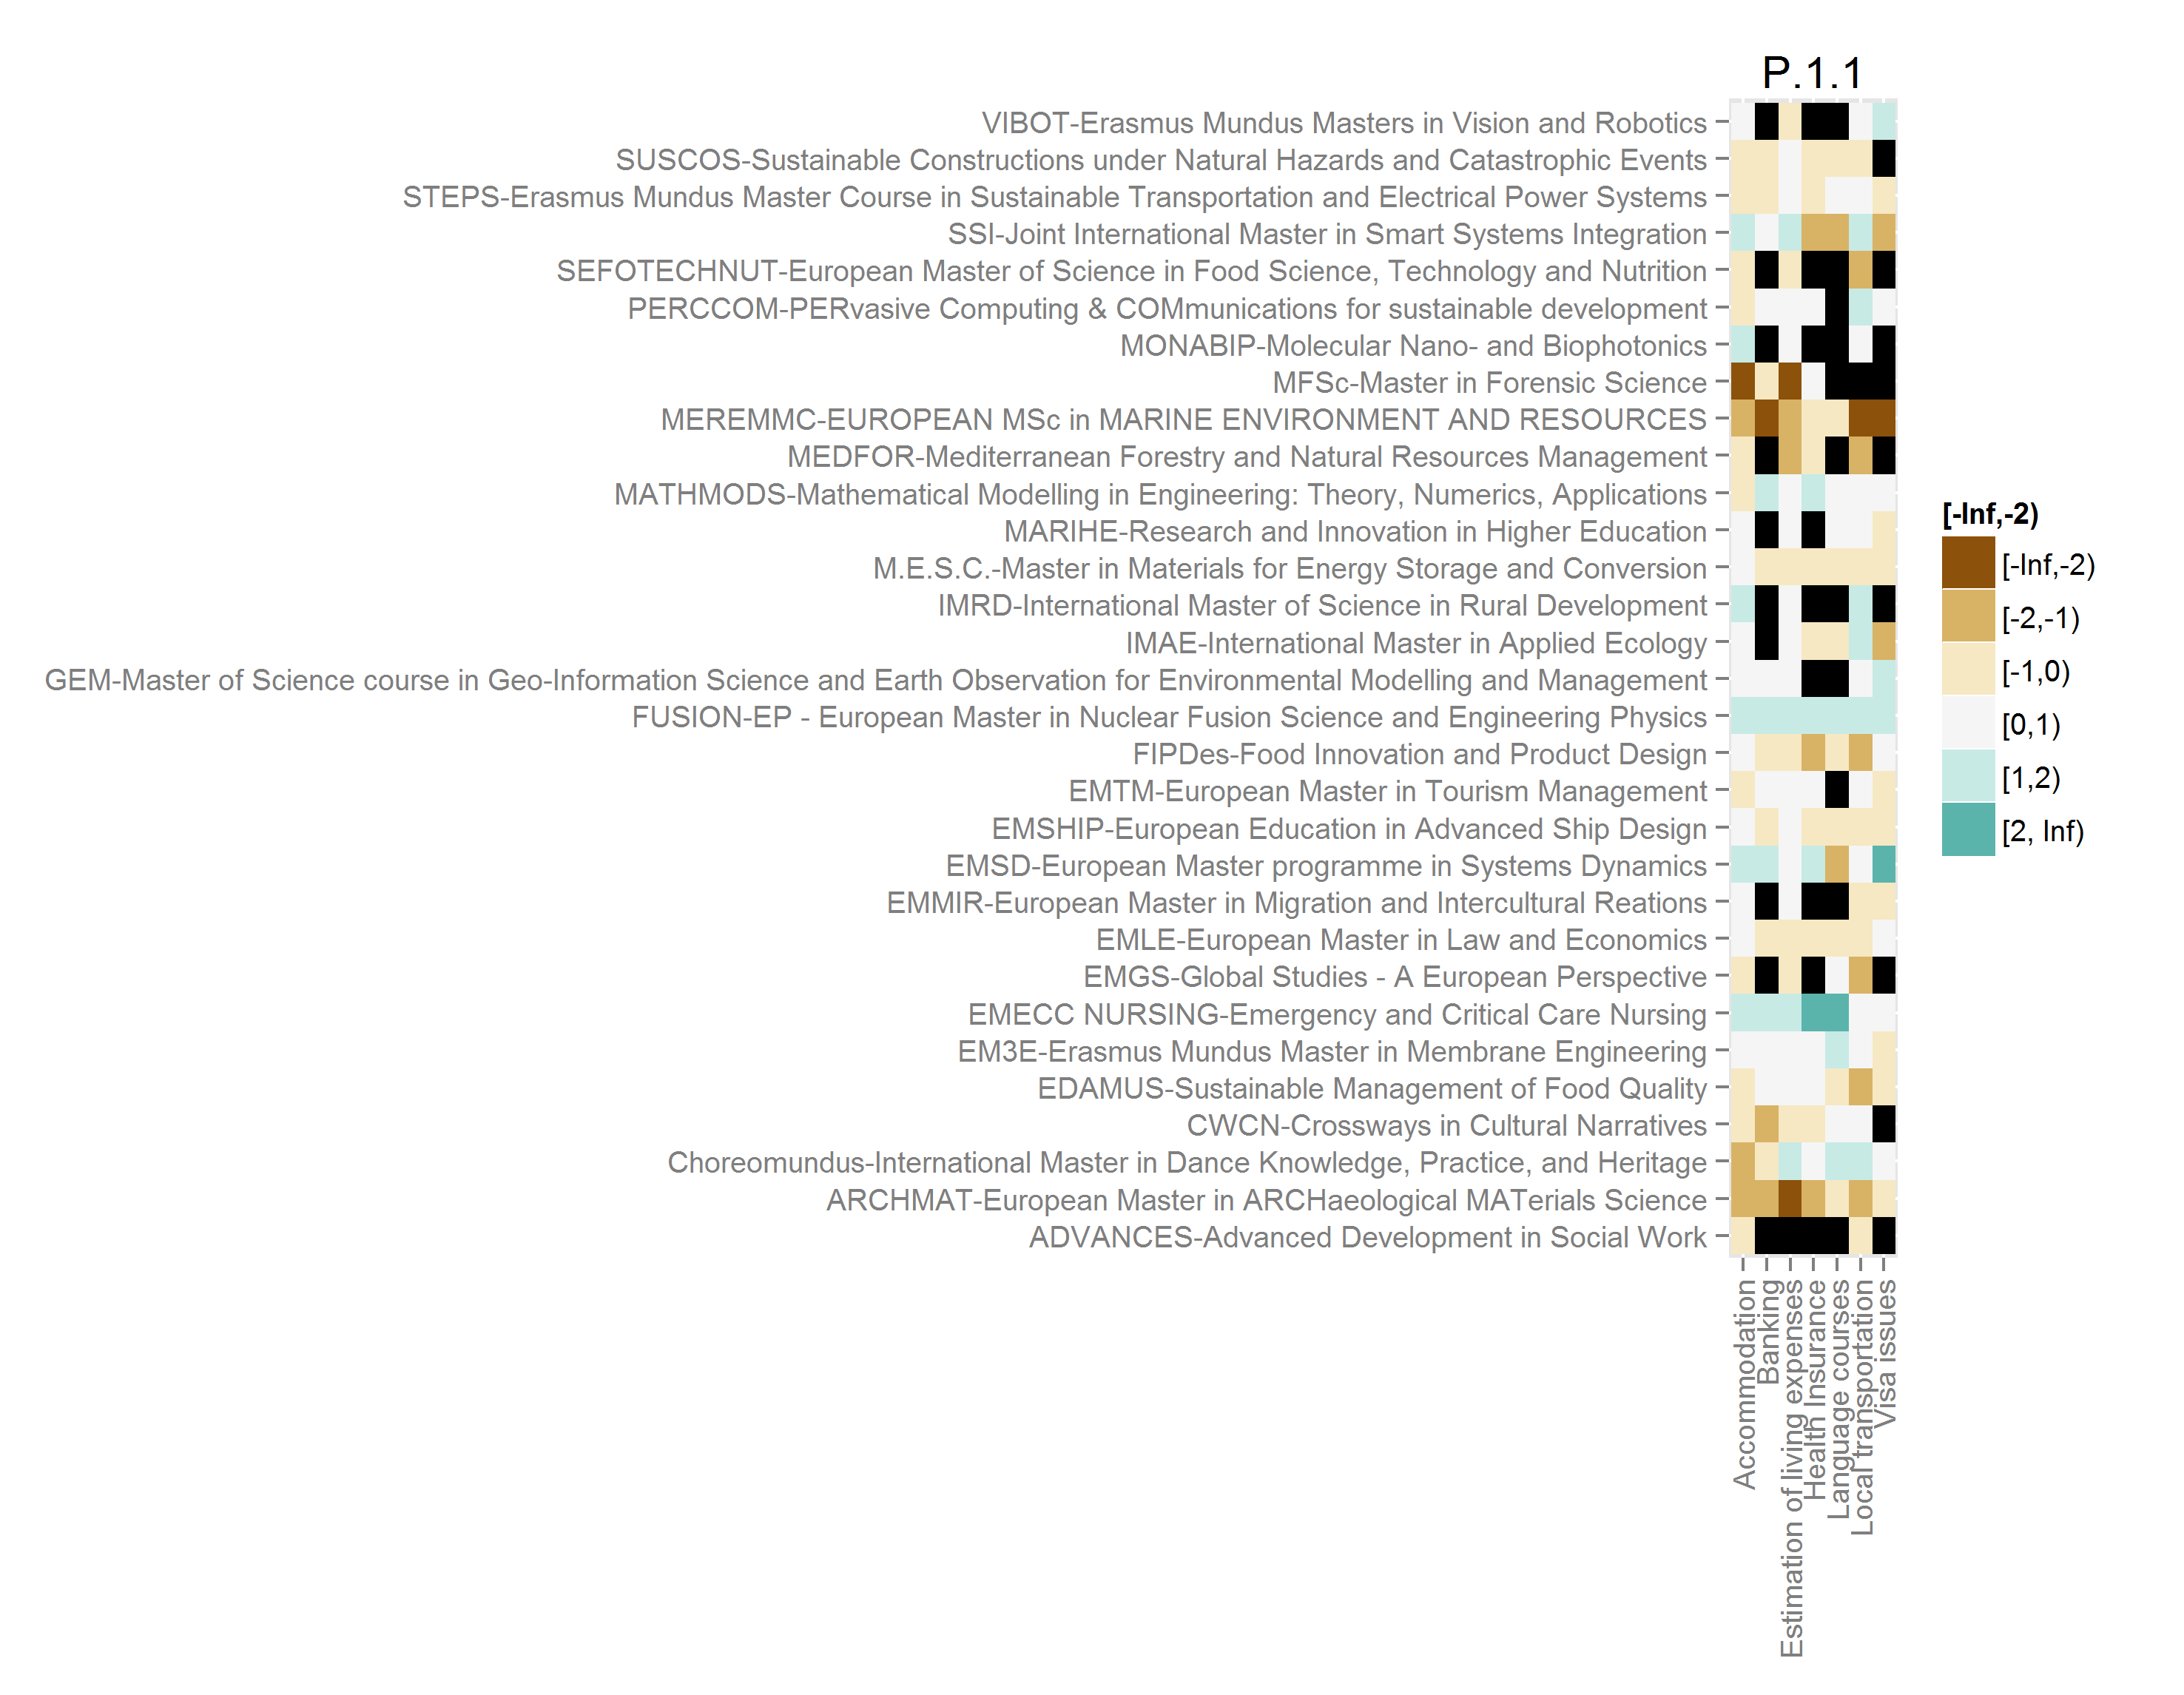 P.1.1
VIBOT-Erasmus Mundus Masters in Vision and Robotics
SUSCOS-Sustainable Constructions under Natural Hazards and Catastrophic Events
STEPS-Erasmus Mundus Master Course in Sustainable Transportation and Electrical Power Systems
SSI-Joint International Master in Smart Systems Integration
SEFOTECHNUT-European Master of Science in Food Science, Technology and Nutrition
PERCCOM-PERvasive Computing & COMmunications for sustainable development
MONABIP-Molecular Nano- and Biophotonics
MFSc-Master in Forensic Science
MEREMMC-EUROPEAN MSc in MARINE ENVIRONMENT AND RESOURCES
MEDFOR-Mediterranean Forestry and Natural Resources Management
MATHMODS-Mathematical Modelling in Engineering: Theory, Numerics, Applications
MARIHE-Research and Innovation in Higher Education
M.E.S.C.-Master in Materials for Energy Storage and Conversion
IMRD-International Master of Science in Rural Development
IMAE-International Master in Applied Ecology
GEM-Master of Science course in Geo-Information Science and Earth Observation for Environmental Modelling and Management
FUSION-EP - European Master in Nuclear Fusion Science and Engineering Physics
FIPDes-Food Innovation and Product Design
EMTM-European Master in Tourism Management
EMSHIP-European Education in Advanced Ship Design
EMSD-European Master programme in Systems Dynamics
EMMIR-European Master in Migration and Intercultural Reations
EMLE-European Master in Law and Economics
EMGS-Global Studies - A European Perspective
EMECC NURSING-Emergency and Critical Care Nursing
EM3E-Erasmus Mundus Master in Membrane Engineering
EDAMUS-Sustainable Management of Food Quality
CWCN-Crossways in Cultural Narratives
Choreomundus-International Master in Dance Knowledge, Practice, and Heritage
ARCHMAT-European Master in ARCHaeological MATerials Science
ADVANCES-Advanced Development in Social Work
Accommodation
Banking
Estimation of living expenses
Health Insurance
Language courses
Local transportation
Visa issues
[-Inf,-2)
[-Inf,-2)
[-2,-1)
[-1,0)
[0,1)
[1,2)
[2, Inf)